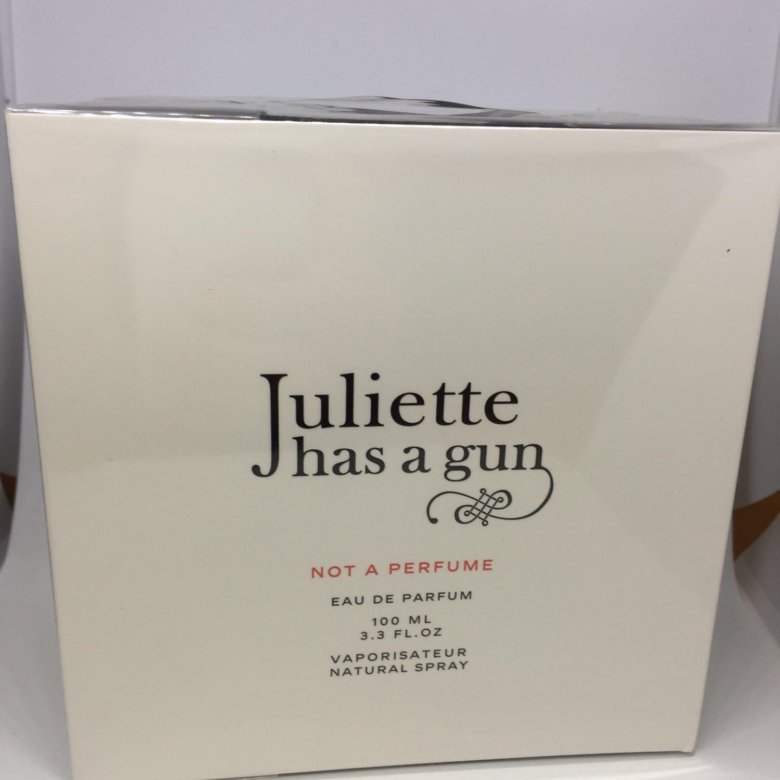 Juliette
has a gun
NOT A PERFUME
EAU DE PARFUM
100 ML
3.3 FL.OZ
VAPORISATEUR
NATURAL SPRAY